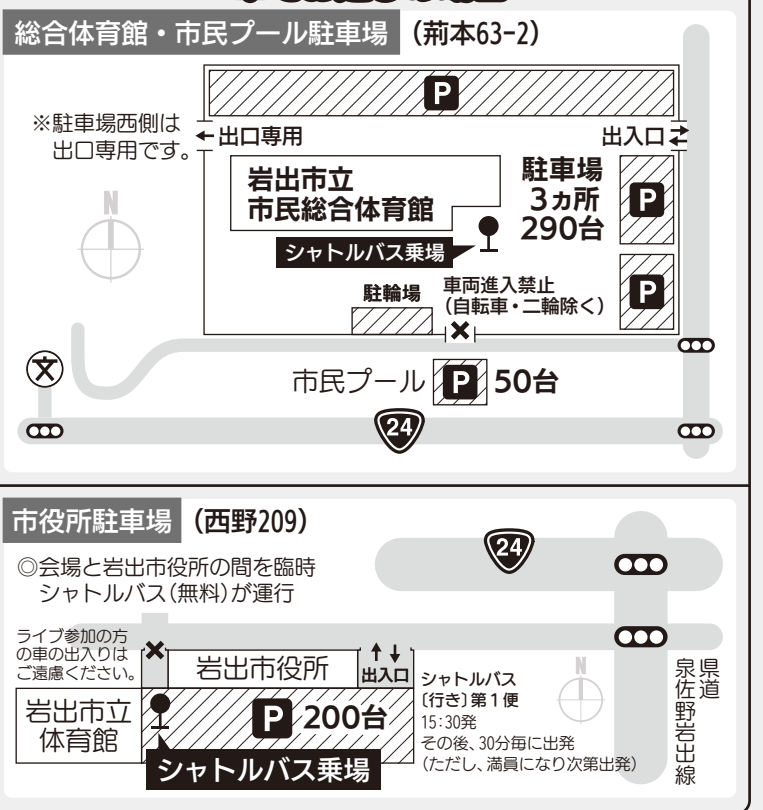 総合体育館・市民プール駐車場 (荊本63-2)
P
※駐車場西側は
出口専用です。
←出口専用
出入口
岩出市立
市民総合体育館
駐車場
3ヵ所
290台
P
N
シャトルバス乗場
駐輪場
車両進入禁止
(自転車・二輪除く)
P
文
市民プール P 50台
24
市役所駐車場 (西野209)
◎会場と岩出市役所の間を臨時
シャトルバス(無料)が運行
24
ライブ参加の方
の車の出入りは
ご遠慮ください。
岩出市役所
↑↓
出入口
岩出市立
体育館
P 200台
シャトルバス乗場
シャトルバス
〔行き〕第1便
15:30発
その後、30分毎に出発
(ただし、満員になり次第出発)
N
県道
泉佐野岩出線